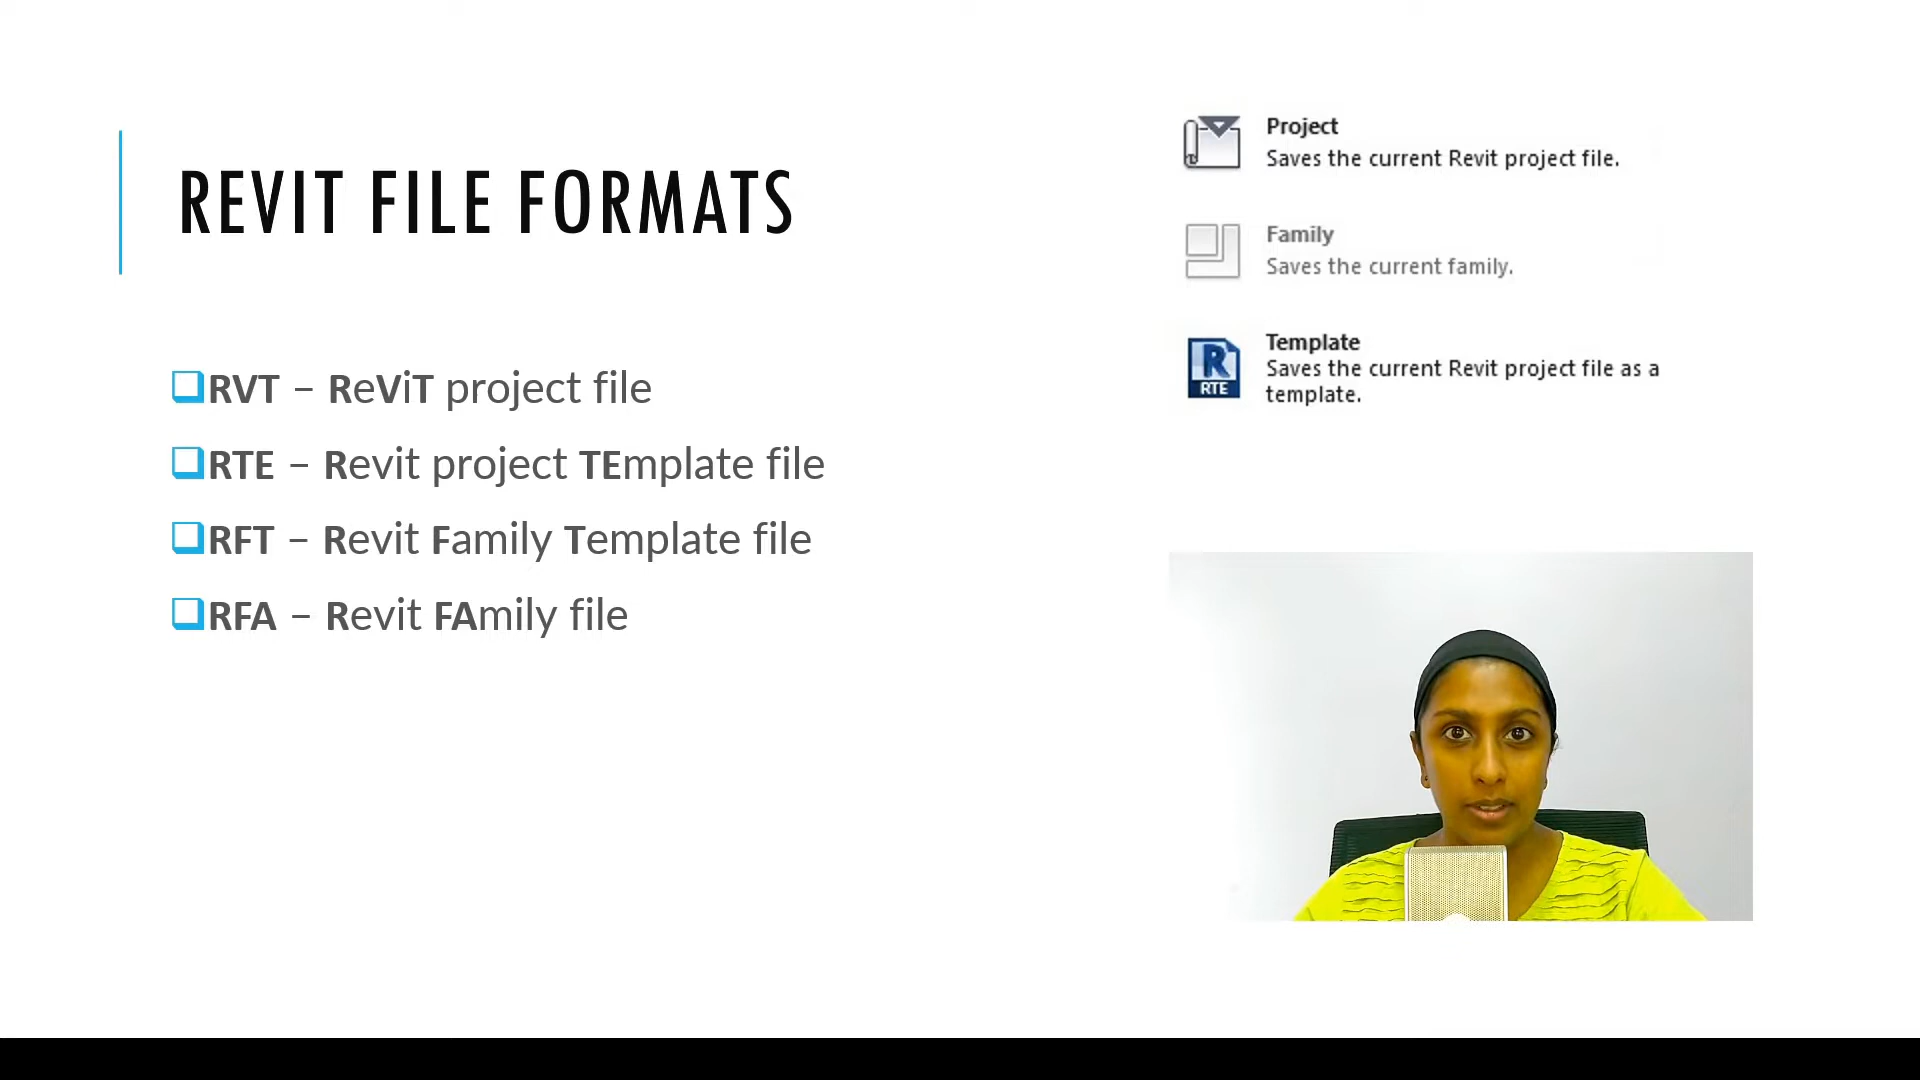 REVIT FILE FORMATS
RVT – ReViT project file
RTE – Revit project TEmplate file
RFT – Revit Family Template file
RFA – Revit FAmily file
Project
Saves the current Revit project file.
Family
Saves the current family.
R
RTE
Template
Saves the current Revit project file as a
template.